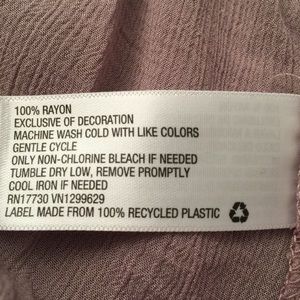 100% RAYON
EXCLUSIVE OF DECORATION
MACHINE WASH COLD WITH LIKE COLORS
GENTLE CYCLE
ONLY NON-CHLORINE BLEACH IF NEEDED
TUMBLE DRY LOW, REMOVE PROMPTLY
COOL IRON IF NEEDED
RN17730 VN1299629
LABEL MADE FROM 100% RECYCLED PLASTIC